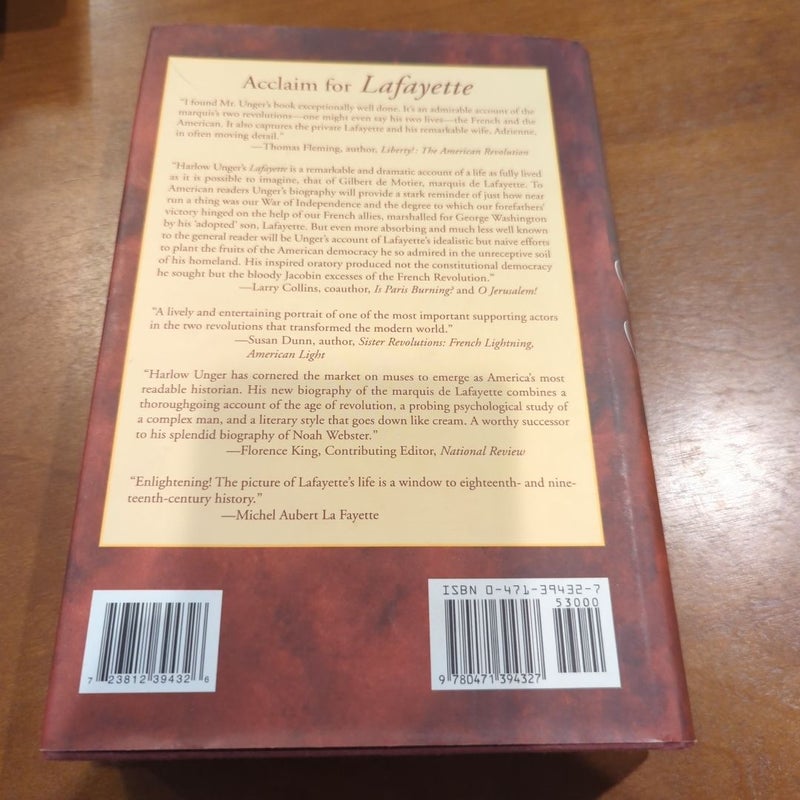 Acclaim for Lafayette
“I found Mr. Unger’s book exceptionally well done. It’s an admirable account of the
marquis’s two revolutions—one might even say his two lives—the French and the
American. It also captures the private Lafayette and his remarkable wife, Adrienne,
in often moving detail.”
—Thomas Fleming, author, Liberty!: The American Revolution
“Harlow Unger’s Lafayette is a remarkable and dramatic account of a life as fully lived
as it is possible to imagine, that of Gilbert de Motier, marquis de Lafayette. To
American readers Unger’s biography will provide a stark reminder of just how near
run a thing was our War of Independence and the degree to which our forefathers’
victory hinged on the help of our French allies, marshalled for George Washington
by his ‘adopted’ son, Lafayette. But even more absorbing and much less well known
to the general reader will be Unger’s account of Lafayette’s idealistic but naive efforts
to plant the fruits of the American democracy he so admired in the unreceptive soil
of his homeland. His inspired oratory produced not the constitutional democracy
he sought but the bloody Jacobin excesses of the French Revolution.”
—Larry Collins, coauthor, Is Paris Burning? and O Jerusalem!
“A lively and entertaining portrait of one of the most important supporting actors
in the two revolutions that transformed the modern world.”
—Susan Dunn, author, Sister Revolutions: French Lightning,
American Light
“Harlow Unger has cornered the market on muses to emerge as America’s most
readable historian. His new biography of the marquis de Lafayette combines a
thoroughgoing account of the age of revolution, a probing psychological study of
a complex man, and a literary style that goes down like cream. A worthy successor
to his splendid biography of Noah Webster.”
—Florence King, Contributing Editor, National Review
“Enlightening! The picture of Lafayette’s life is a window to eighteenth- and nine-
teenth-century history.”
—Michel Aubert La Fayette
7 23812 39432 6
ISBN 0-471-39432-7
53000
9 780471 394327